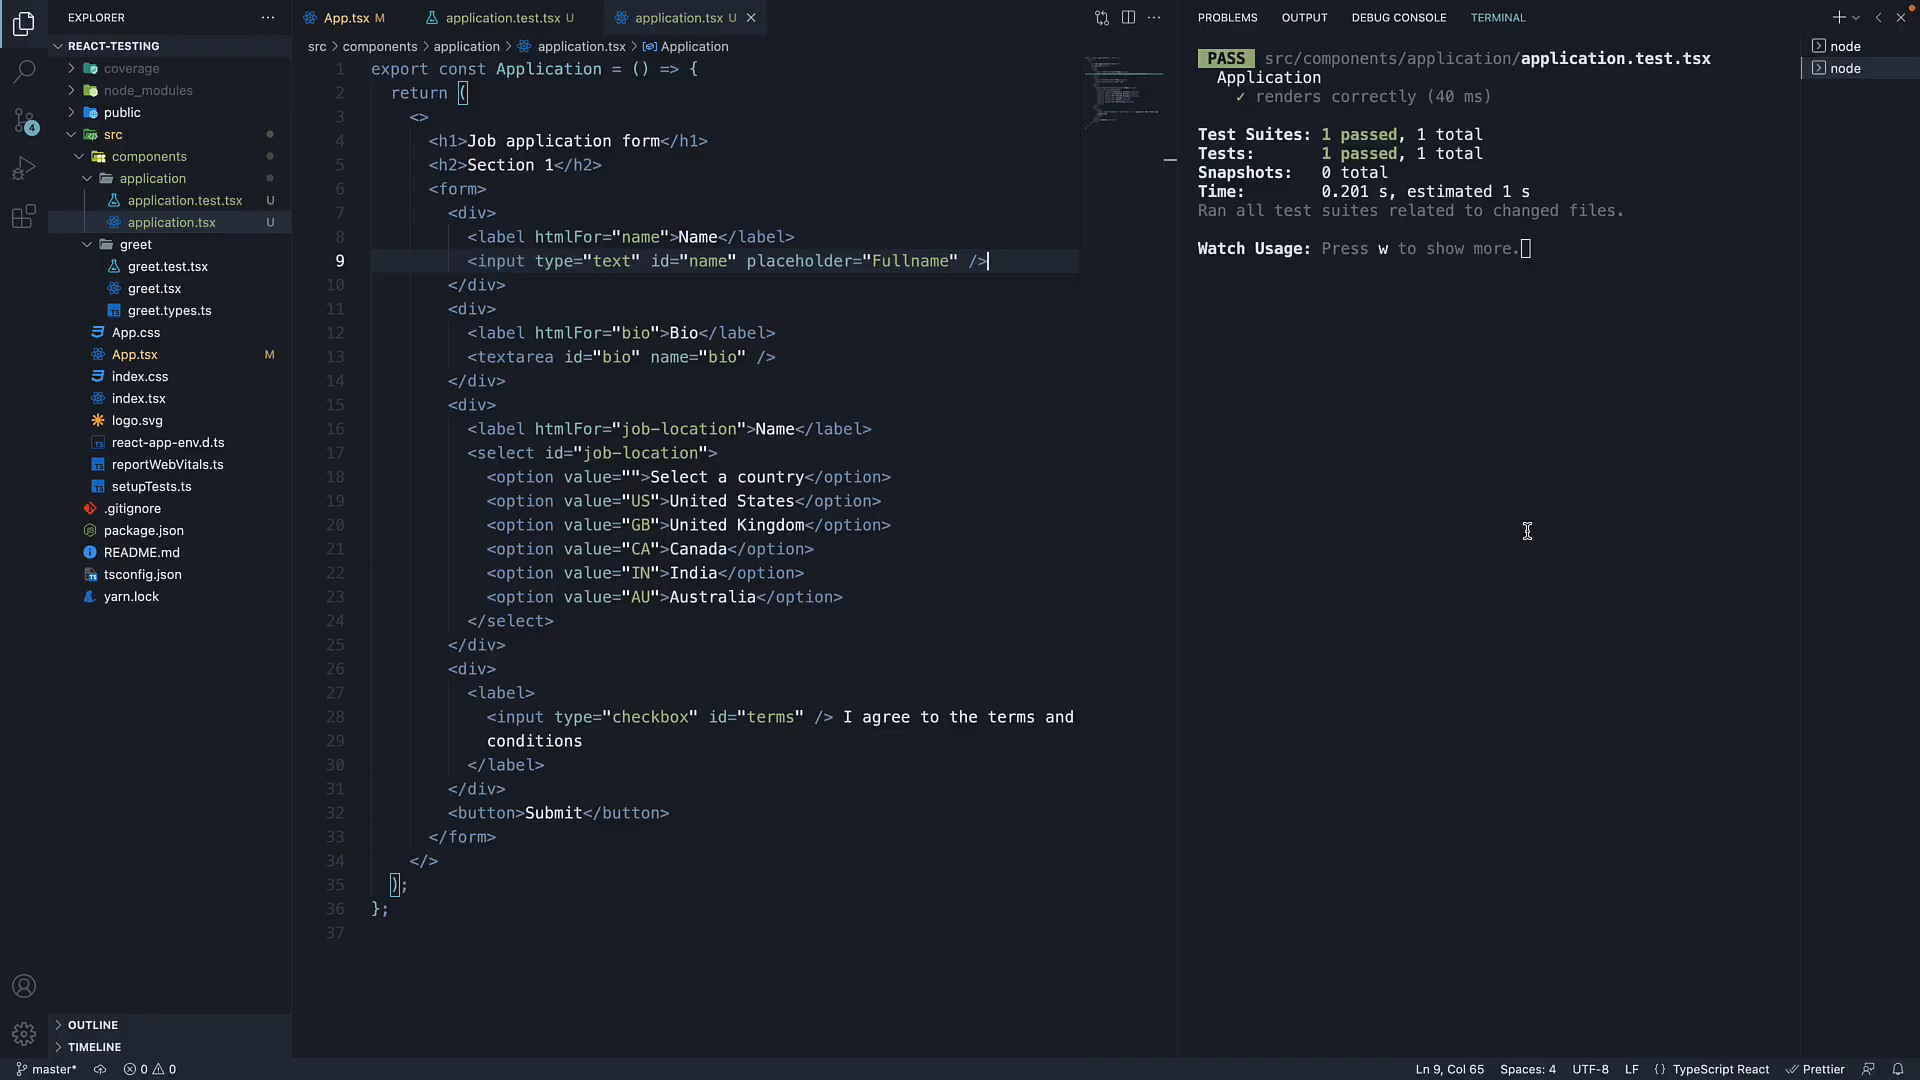 EXPLORER
REACT-TESTING
coverage
node_modules
public
src
components
application
application.test.tsx U
application.tsx U
greet
greet.test.tsx
greet.tsx
greet.types.ts
App.css
App.tsx M
index.css
index.tsx
logo.svg
react-app-env.d.ts
reportWebVitals.ts
setupTests.ts
.gitignore
package.json
README.md
tsconfig.json
yarn.lock
OUTLINE
TIMELINE
4
App.tsx M
application.test.tsx U
application.tsx U
src > components > application > application.tsx > Application
1 export const Application = () => {
2 return (
3 <>
4 <h1>Job application form</h1>
5 <h2>Section 1</h2>
6 <form>
7 <div>
8 <label htmlFor="name">Name</label>
9 <input type="text" id="name" placeholder="Fullname" />
10 </div>
11 <div>
12 <label htmlFor="bio">Bio</label>
13 <textarea id="bio" name="bio" />
14 </div>
15 <div>
16 <label htmlFor="job-location">Name</label>
17 <select id="job-location">
18 <option value="">Select a country</option>
19 <option value="US">United States</option>
20 <option value="GB">United Kingdom</option>
21 <option value="CA">Canada</option>
22 <option value="IN">India</option>
23 <option value="AU">Australia</option>
24 </select>
25 </div>
26 <div>
27 <label>
28 <input type="checkbox" id="terms" /> I agree to the terms and
29 conditions
30 </label>
31 </div>
32 <button>Submit</button>
33 </form>
34 </>
35 );
36 };
37
PROBLEMS OUTPUT DEBUG CONSOLE TERMINAL
PASS src/components/application/application.test.tsx
Application
✓ renders correctly (40 ms)
Test Suites: 1 passed, 1 total
Tests: 1 passed, 1 total
Snapshots: 0 total
Time: 0.201 s, estimated 1 s
Ran all test suites related to changed files.
Watch Usage: Press w to show more.
node
node
master* 0 0
Ln 9, Col 65 Spaces: 4 UTF-8 LF {} TypeScript React Prettier